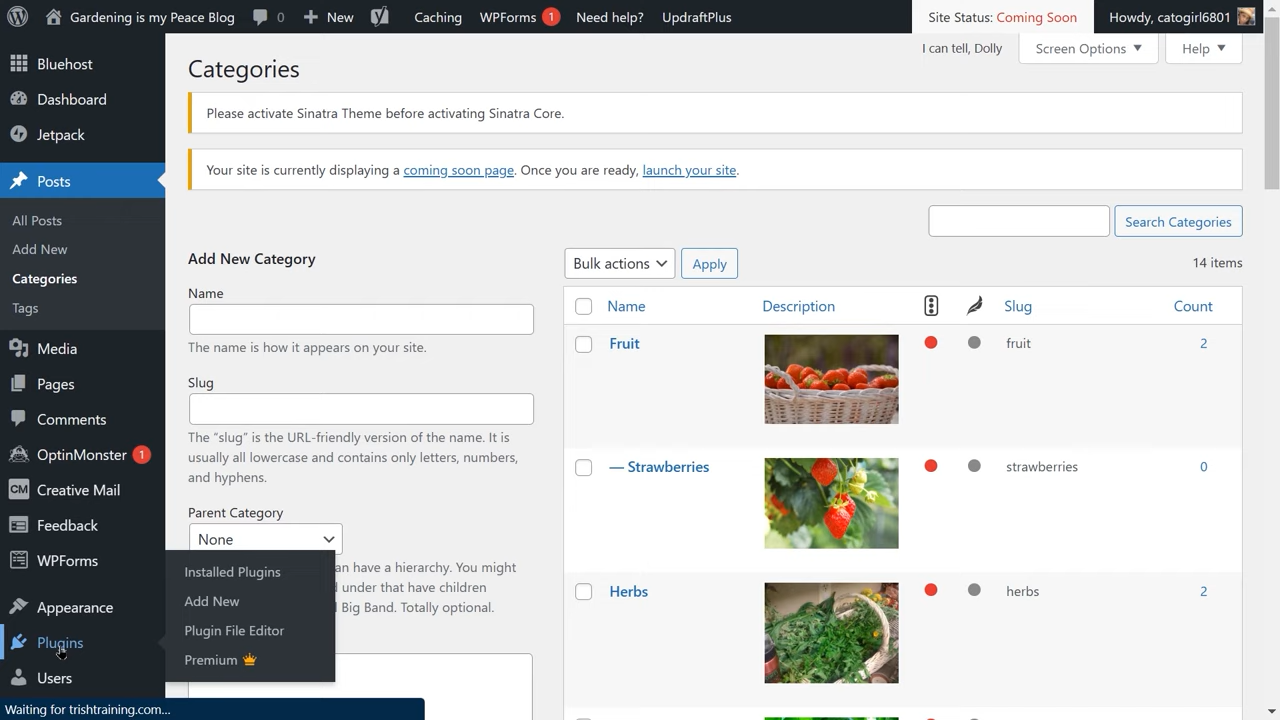 Gardening is my Peace Blog 0 New Caching WPForms 1 Need help? UpdraftPlus Site Status: Coming Soon Howdy, catogirl6801
I can tell, Dolly Screen Options ▼ Help ▼
Bluehost
Dashboard
Jetpack
Posts
All Posts
Add New
Categories
Tags
Media
Pages
Comments
OptinMonster 1
CM Creative Mail
Feedback
WPForms
Appearance
Plugins
Users
Installed Plugins
Add New
Plugin File Editor
Premium
Categories
Please activate Sinatra Theme before activating Sinatra Core.
Your site is currently displaying a coming soon page. Once you are ready, launch your site.
Search Categories
Add New Category
Name
The name is how it appears on your site.
Slug
The "slug" is the URL-friendly version of the name. It is
usually all lowercase and contains only letters, numbers,
and hyphens.
Parent Category
None
an have a hierarchy. You might
under that have children
Big Band. Totally optional.
Bulk actions Apply 14 items
Name Description Slug Count
Fruit fruit 2
— Strawberries strawberries 0
Herbs herbs 2
Waiting for trishtraining.com...